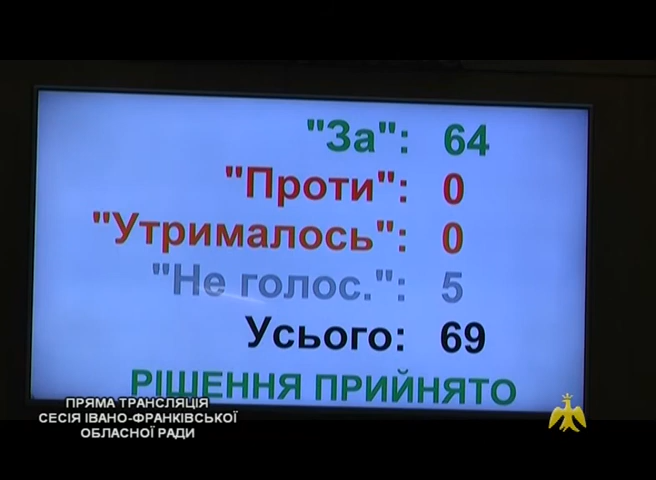 "За": 64
"Проти": 0
"Утрималось": 0
"Не голос.": 5
Усього: 69
РІШЕННЯ ПРИЙНЯТО
ПРЯМА ТРАНСЛЯЦІЯ
СЕСІЯ ІВАНО-ФРАНКІВСЬКОЇ
ОБЛАСНОЇ РАДИ